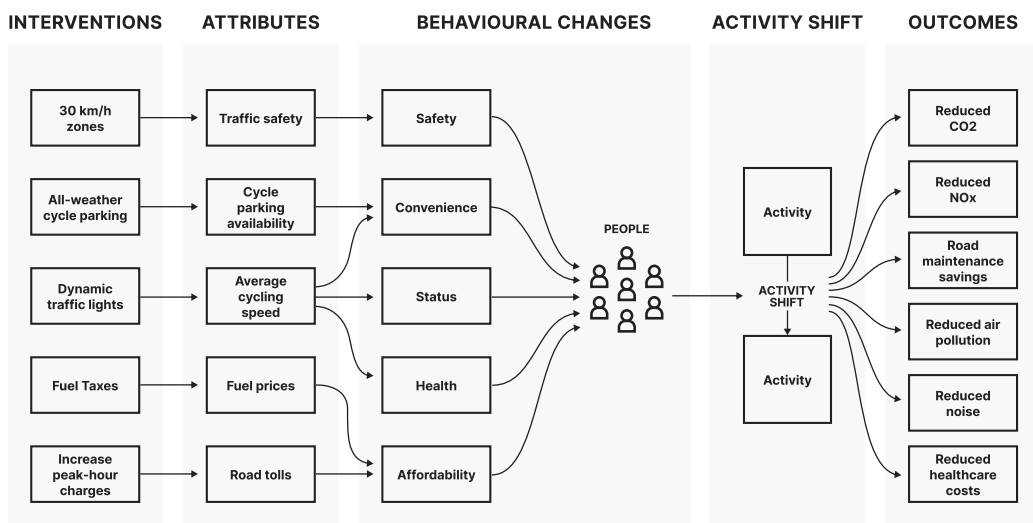 INTERVENTIONS
ATTRIBUTES
BEHAVIOURAL CHANGES
ACTIVITY SHIFT
OUTCOMES
30 km/h
zones
All-weather
cycle parking
Dynamic
traffic lights
Fuel Taxes
Increase
peak-hour
charges
Traffic safety
Cycle
parking
availability
Average
cycling
speed
Fuel prices
Road tolls
Safety
Convenience
Status
Health
Affordability
PEOPLE
Activity
ACTIVITY
SHIFT
Activity
Reduced
CO2
Reduced
NOx
Road
maintenance
savings
Reduced air
pollution
Reduced
noise
Reduced
healthcare
costs